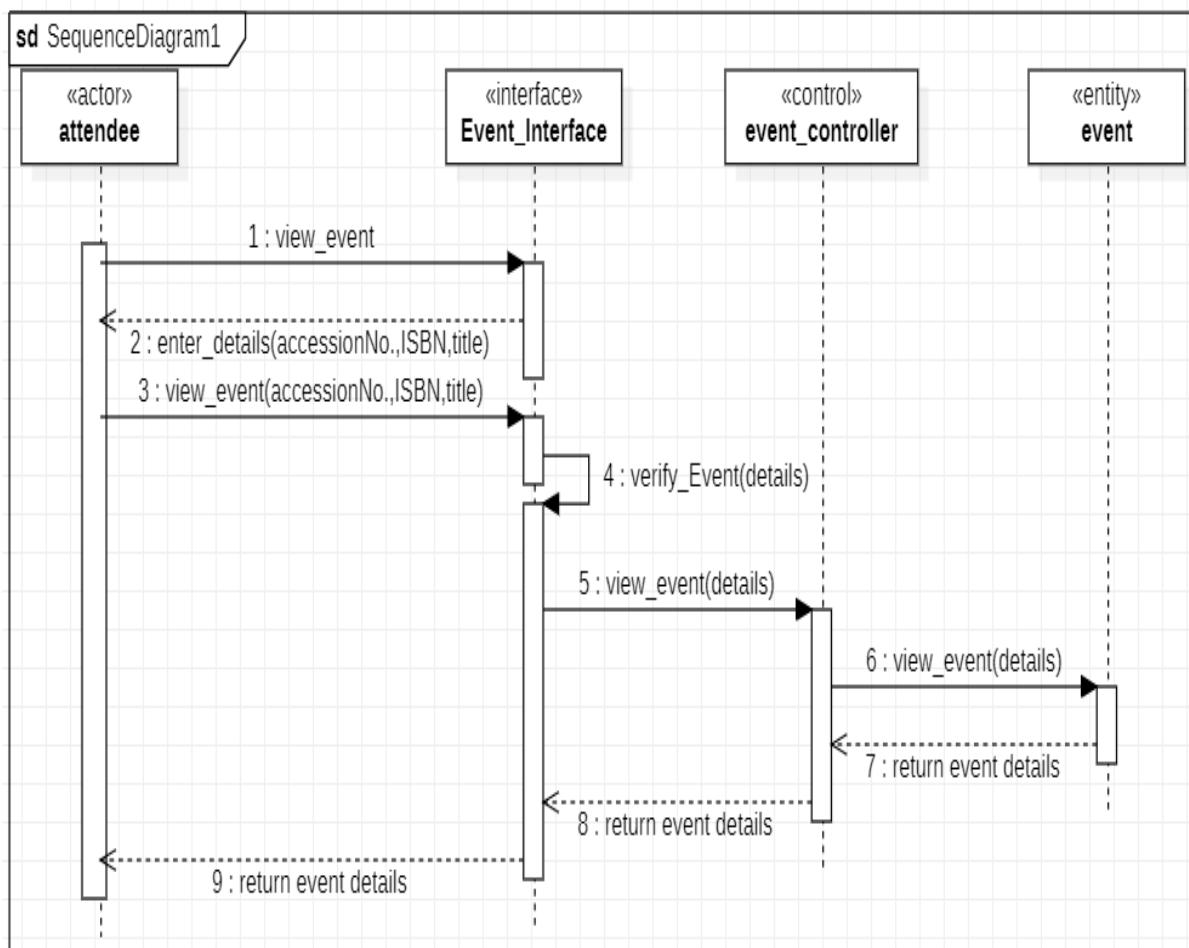 sd SequenceDiagram1
«actor»
attendee
«interface»
Event_Interface
«control»
event_controller
«entity»
event
1 : view_event
2 : enter_details(accessionNo.,ISBN,title)
3 : view_event(accessionNo.,ISBN,title)
4 : verify_Event(details)
5 : view_event(details)
6 : view_event(details)
7 : return event details
8 : return event details
9 : return event details